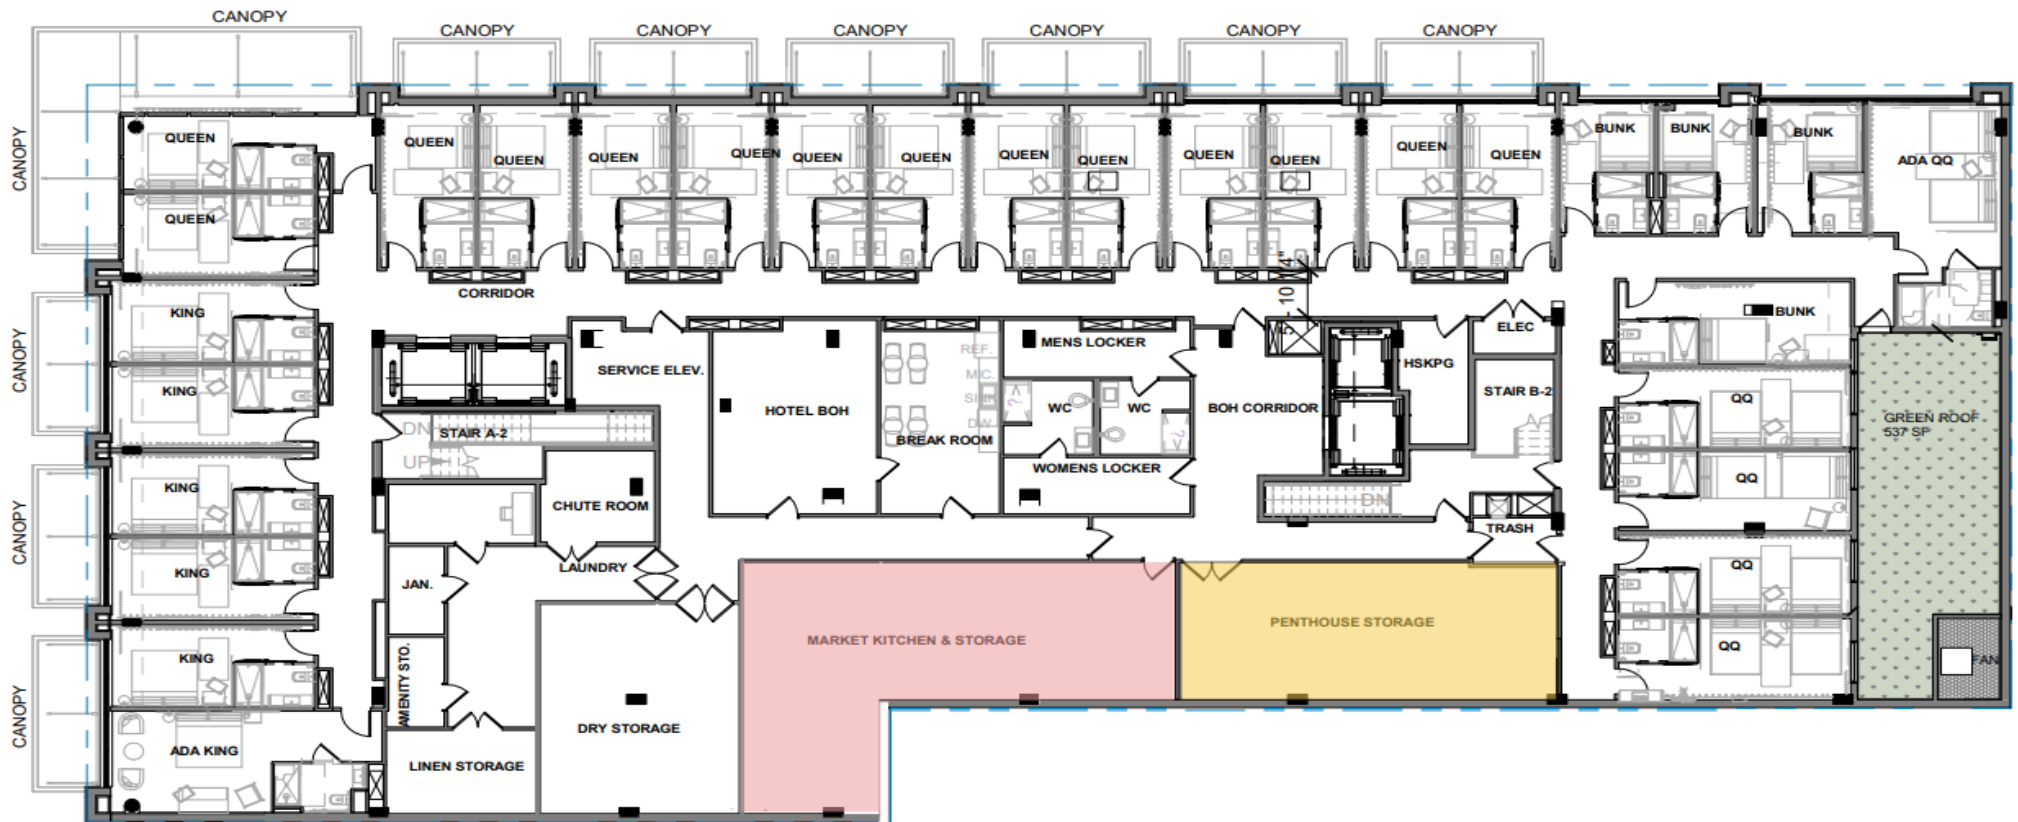 CANOPY
CANOPY
CANOPY
CANOPY
CANOPY
CANOPY
CANOPY
CANOPY
CANOPY
CANOPY
CANOPY
QUEEN
QUEEN
QUEEN
QUEEN
QUEEN
QUEEN
QUEEN
QUEEN
QUEEN
QUEEN
QUEEN
QUEEN
QUEEN
QUEEN
BUNK
BUNK
BUNK
ADA QQ
CORRIDOR
KING
KING
KING
KING
KING
ADA KING
SERVICE ELEV.
HOTEL BOH
REF.
M.C.
SINK
D.W.
BREAK ROOM
MENS LOCKER
WC
WC
WOMENS LOCKER
BOH CORRIDOR
HSKPG
ELEC
STAIR B-2
BUNK
QQ
QQ
QQ
QQ
GREEN ROOF
537 SF
FAN
DN
STAIR A-2
UP
CHUTE ROOM
DN
TRASH
LAUNDRY
JAN.
AMENITY STO.
LINEN STORAGE
DRY STORAGE
MARKET KITCHEN & STORAGE
PENTHOUSE STORAGE